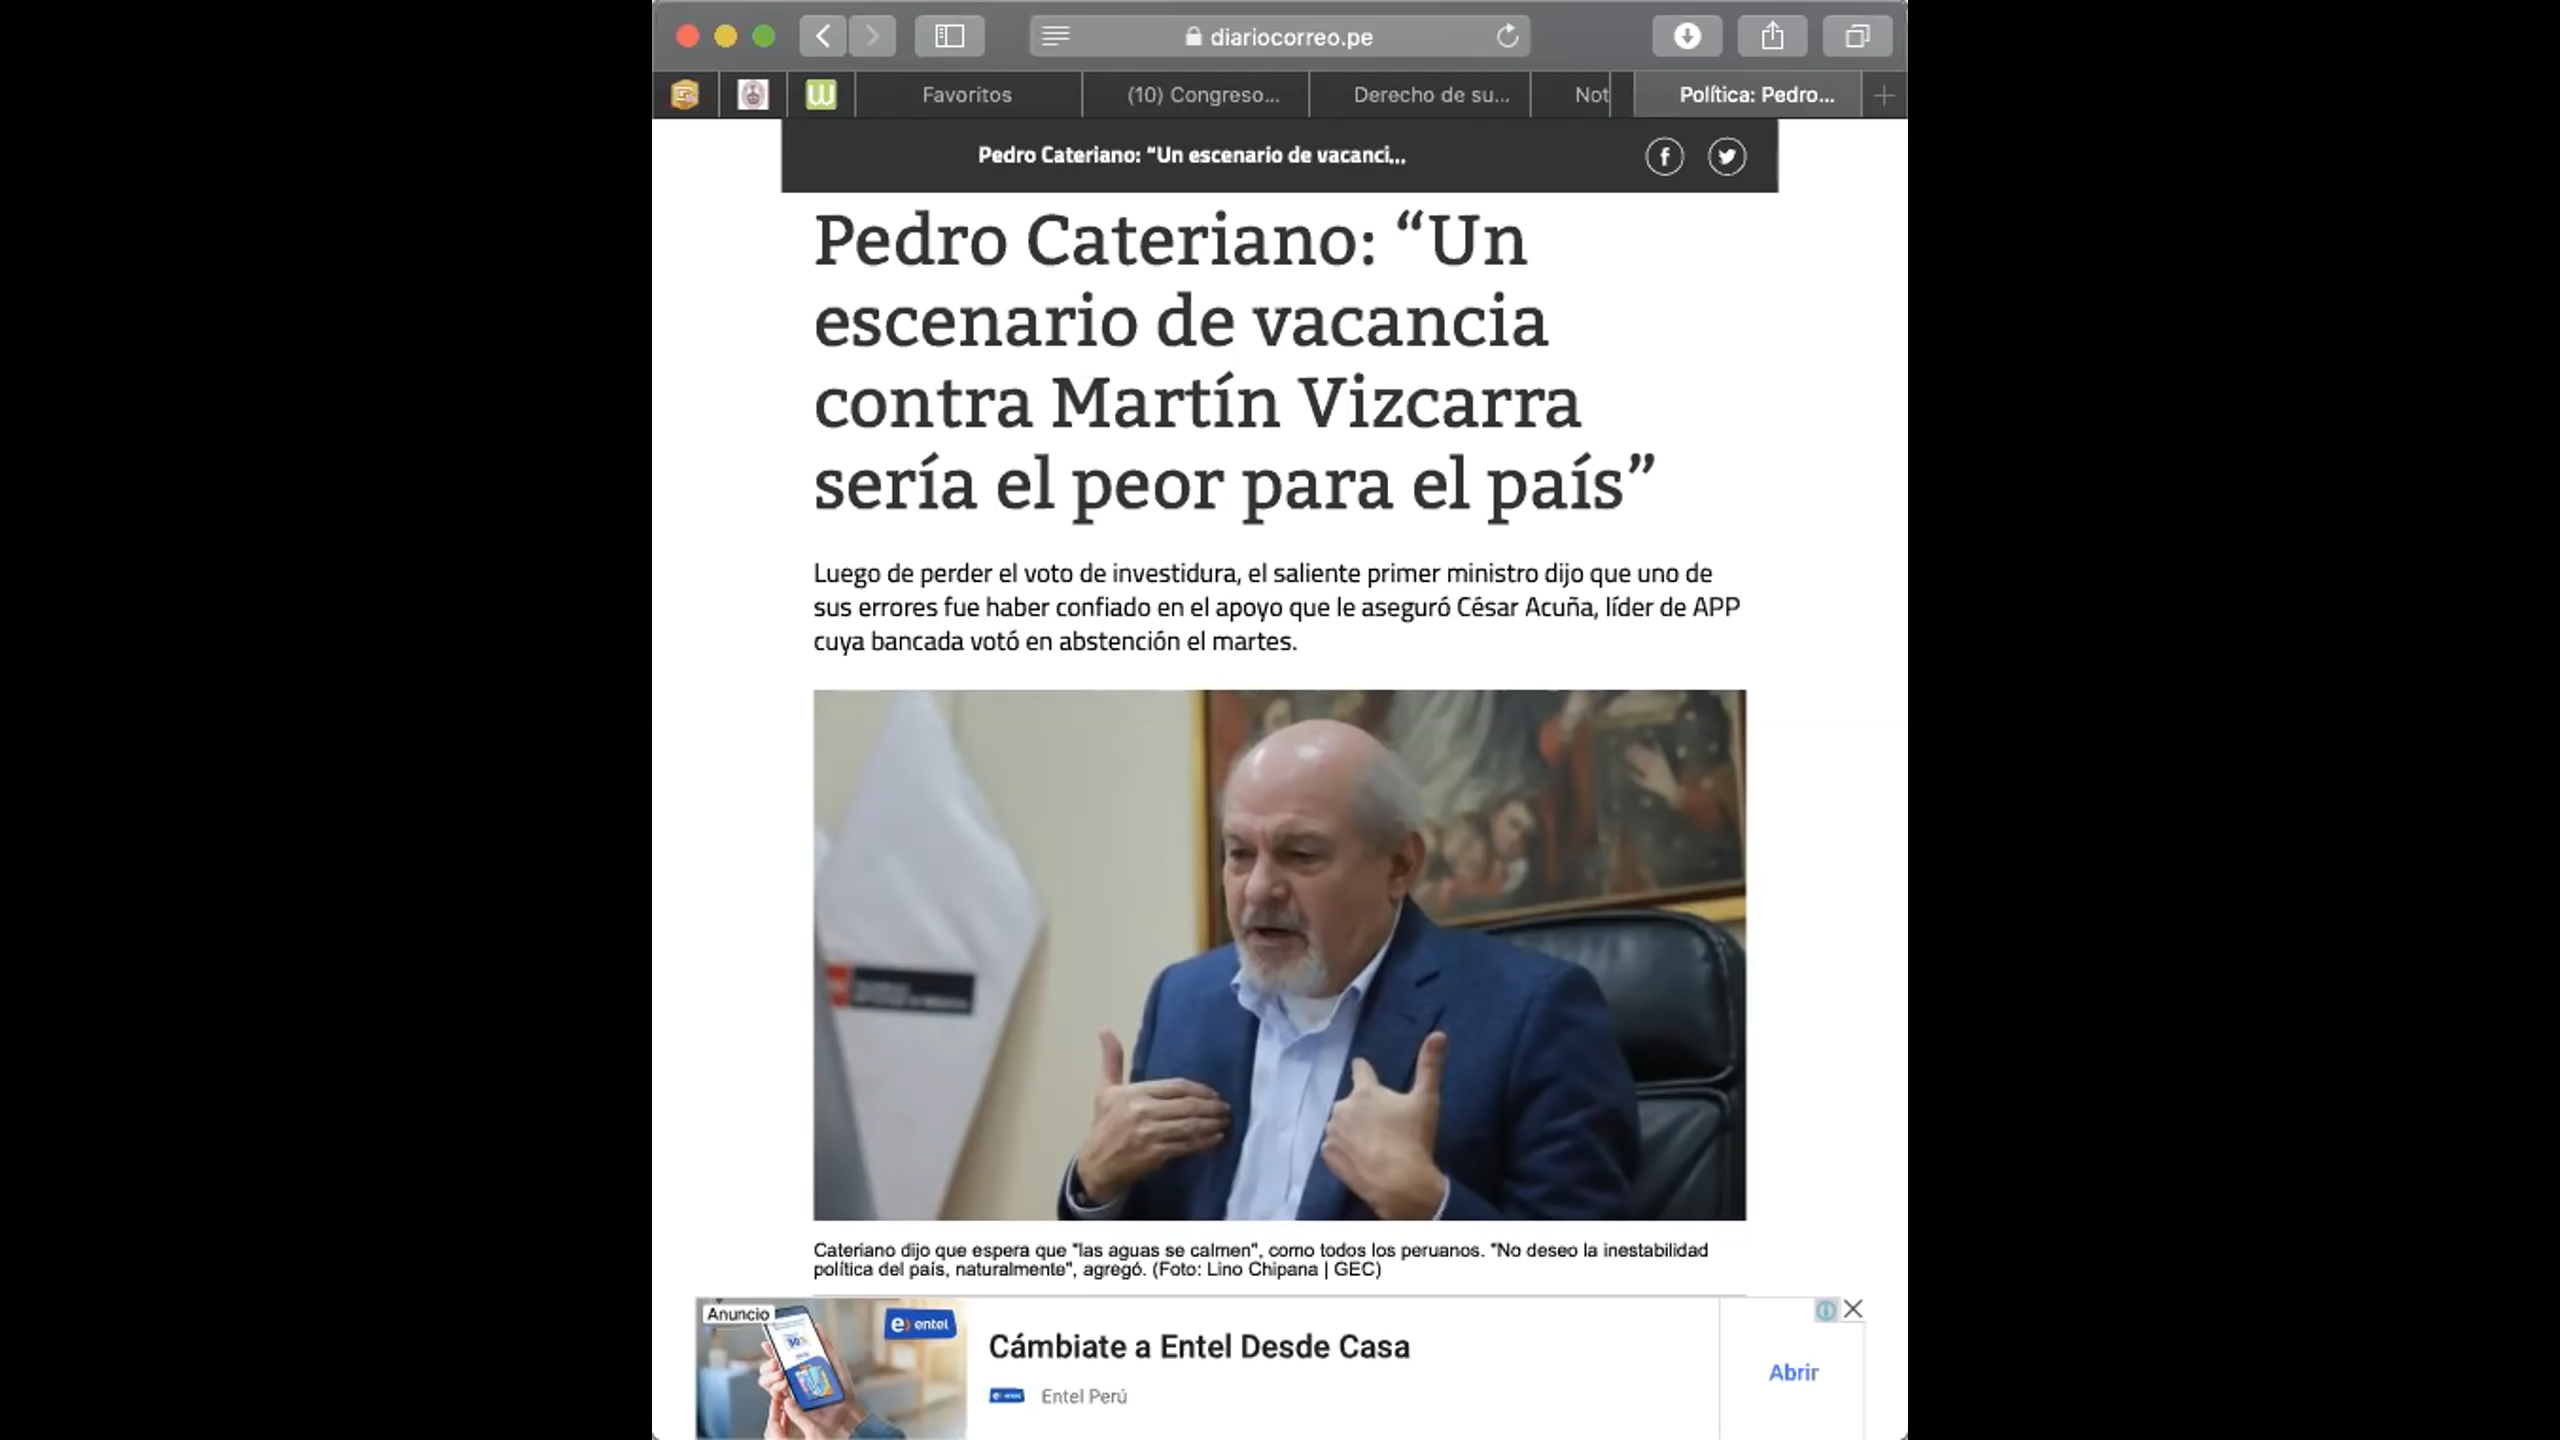 diariocorreo.pe
Favoritos
(10) Congreso...
Derecho de su...
Not
Política: Pedro...
Pedro Cateriano: “Un escenario de vacanci...
Pedro Cateriano: “Un
escenario de vacancia
contra Martín Vizcarra
sería el peor para el país”
Luego de perder el voto de investidura, el saliente primer ministro dijo que uno de
sus errores fue haber confiado en el apoyo que le aseguró César Acuña, líder de APP
cuya bancada votó en abstención el martes.
Cateriano dijo que espera que "las aguas se calmen", como todos los peruanos. "No deseo la inestabilidad
política del país, naturalmente", agregó. (Foto: Lino Chipana | GEC)
Anuncio
entel
Cámbiate a Entel Desde Casa
Entel Perú
Abrir